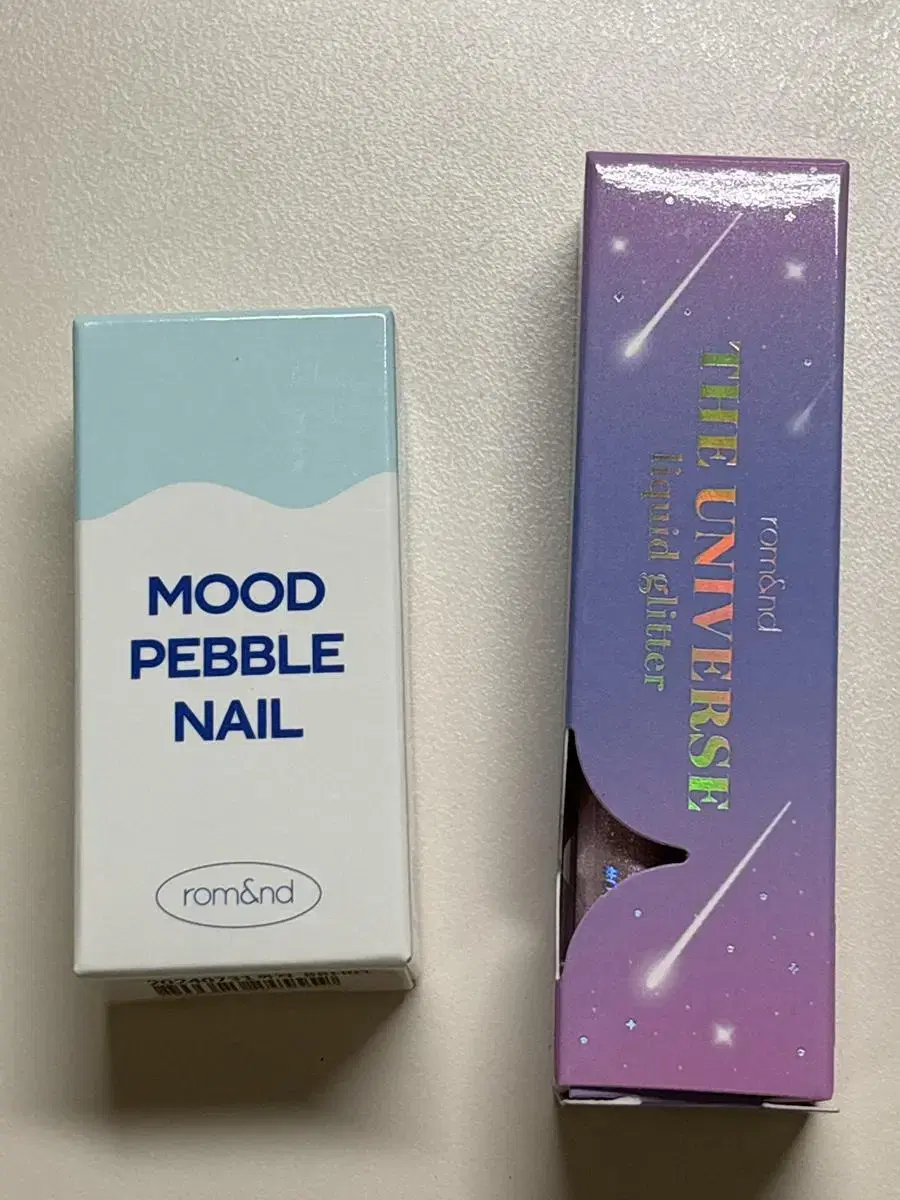 MOOD
PEBBLE
NAIL
rom&nd
rom&nd
THE UNIVERSE
liquid glitter